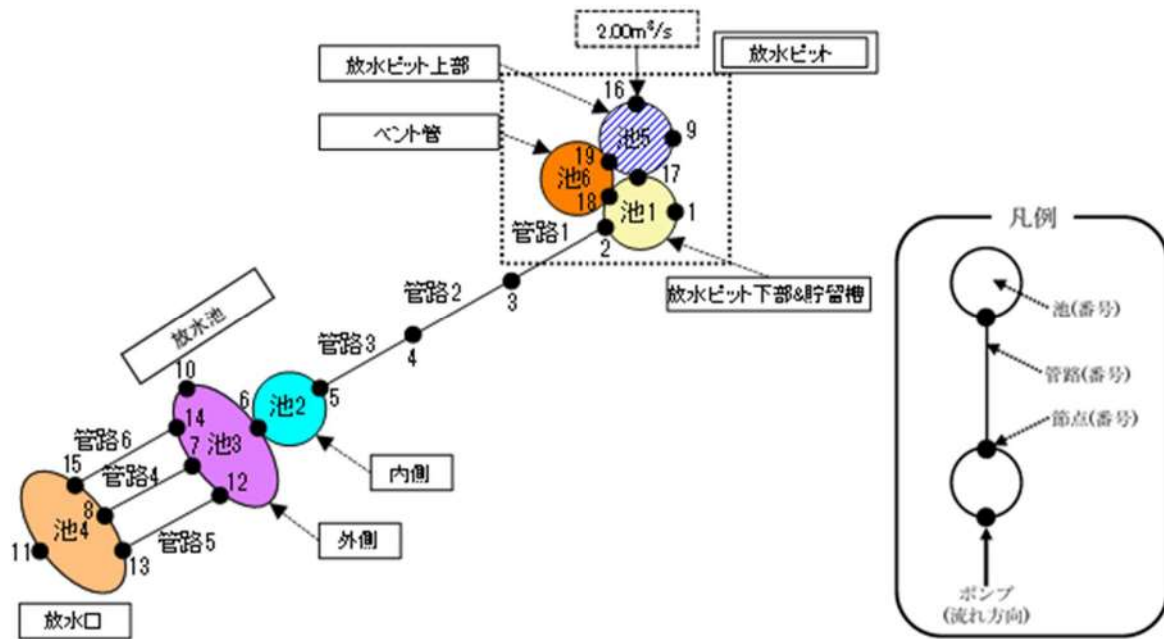 2.00m³/s
放水ピット
放水ピット上部
16
池5
9
ベント管
19
17
池6
18
池1
1
管路1
2
3
放水ピット下部&貯留槽
管路2
4
放水池
管路3
10
5
6
池2
14
池3
管路6
7
内側
15
管路4
12
8
池4
管路5
外側
11
13
放水口
凡例
池(番号)
管路(番号)
節点(番号)
ポンプ
(流れ方向)